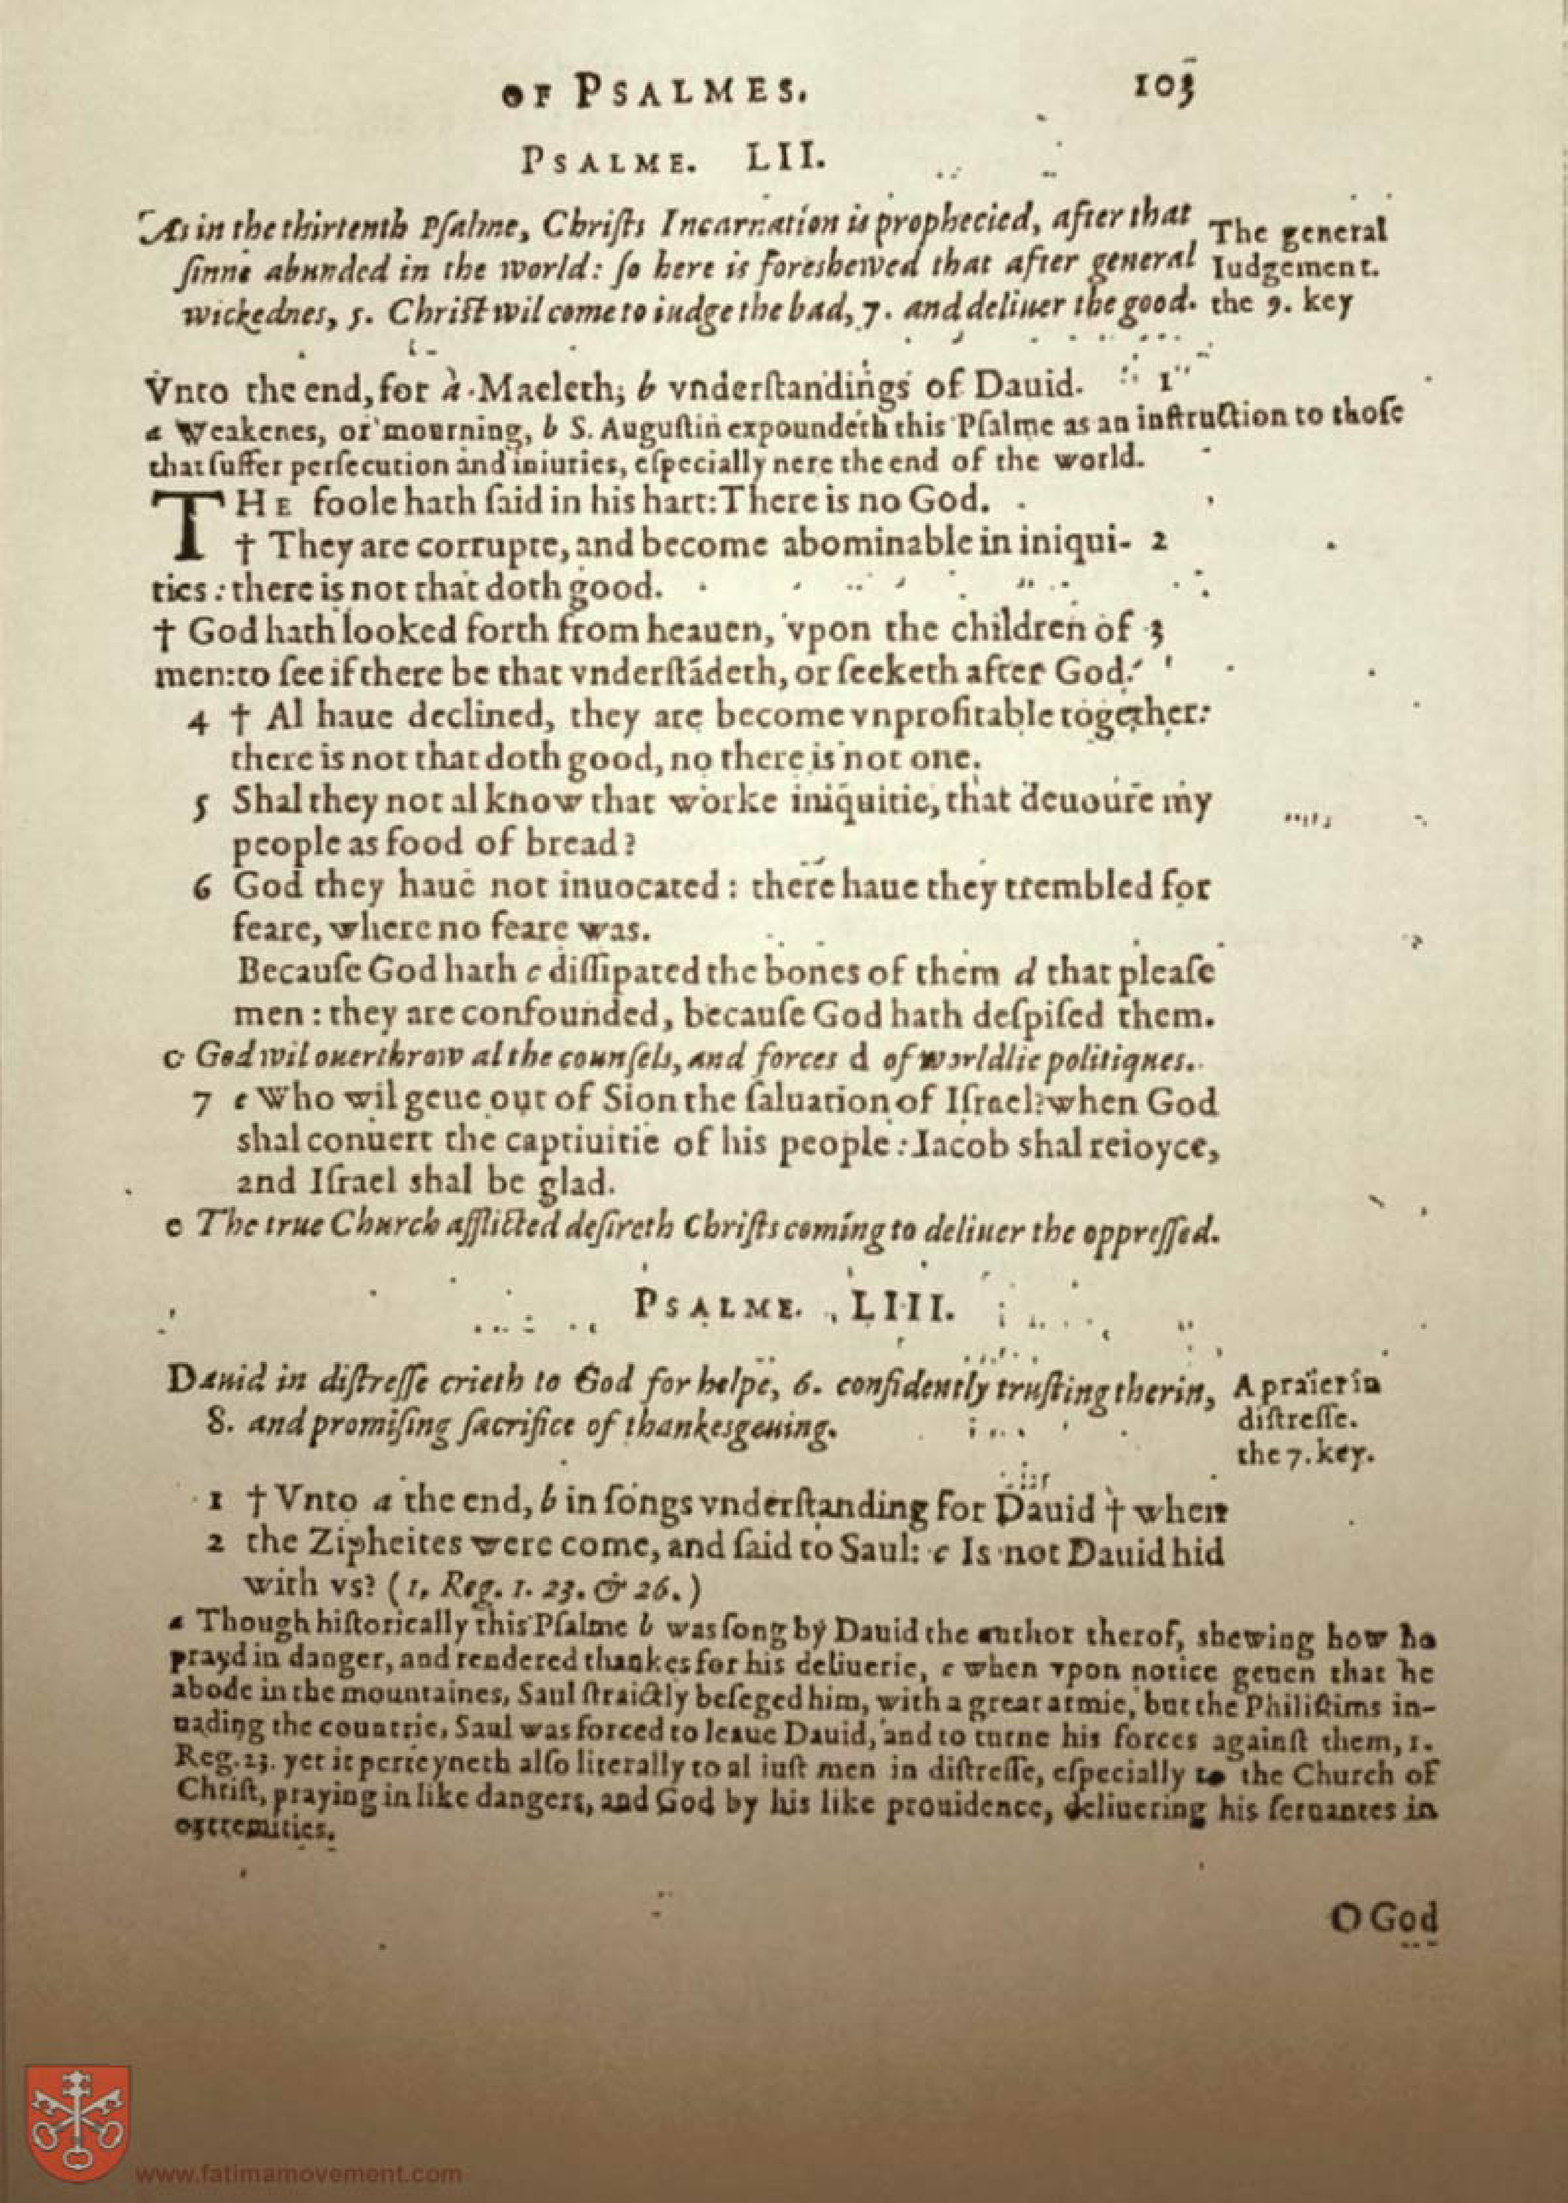 OF PSALMES. 103
PSALME. LII.
As in the thirtenth Pſalme, Chriſts Incarnation is prophecied, after that
ſinne abunded in the world: ſo here is foreshewed that after general
wickednes, 5. Chriſt wil come to iudge the bad, 7. and deliuer the good.
The general
Iudgement.
the 9. key
Vnto the end, for a Maeleth, b vnderſtandings of Dauid. 1
a Weakenes, or mourning, b S. Auguſtin expoundeth this Pſalme as an inſtruction to thoſe
that ſuffer perſecution and iniuries, eſpecially nere the end of the world.
THE foole hath ſaid in his hart: There is no God.
† They are corrupte, and become abominable in iniqui- 2
ties: there is not that doth good.
† God hath looked forth from heauen, vpon the children of 3
men: to ſee if there be that vnderſtādeth, or ſeeketh after God.
4 † Al haue declined, they are become vnprofitable together:
there is not that doth good, no there is not one.
5 Shal they not al know that worke iniquitie, that deuoure my
people as food of bread?
6 God they haue not inuocated: there haue they trembled for
feare, where no feare was.
Becauſe God hath c diſſipated the bones of them d that pleaſe
men: they are confounded, becauſe God hath deſpiſed them.
c God wil ouerthrow al the counſels, and forces d of worldlie politiques.
7 e Who wil geue out of Sion the ſaluation of Iſrael? when God
shal conuert the captiuitie of his people: Iacob shal reioyce,
and Iſrael shal be glad.
e The true Church afflicted deſireth Chriſts coming to deliuer the oppreſſed.
PSALME. LIII.
Dauid in diſtreſſe crieth to God for helpe, 6. confidently truſting therin,
8. and promiſing ſacrifice of thankesgeuing.
A praier in
diſtreſſe.
the 7. key.
1 † Vnto a the end, b in ſongs vnderſtanding for Dauid † when
2 the Zipheites were come, and ſaid to Saul: c Is not Dauid hid
with vs? (1. Reg. 1. 23. & 26.)
a Though hiſtorically this Pſalme b was ſong by Dauid the author therof, shewing how he
prayd in danger, and rendered thankes for his deliuerie, c when vpon notice geuen that he
abode in the mountaines, Saul ſtraictly beſeged him, with a great armie, but the Philiſtims in-
uading the countrie, Saul was forced to leaue Dauid, and to turne his forces againſt them, 1.
Reg. 23. yet it perteyneth alſo literally to al iuſt men in diſtreſſe, eſpecially to the Church of
Chriſt, praying in like dangers, and God by his like prouidence, deliuering his ſeruantes in
extremities.
O God
www.fatimamovement.com